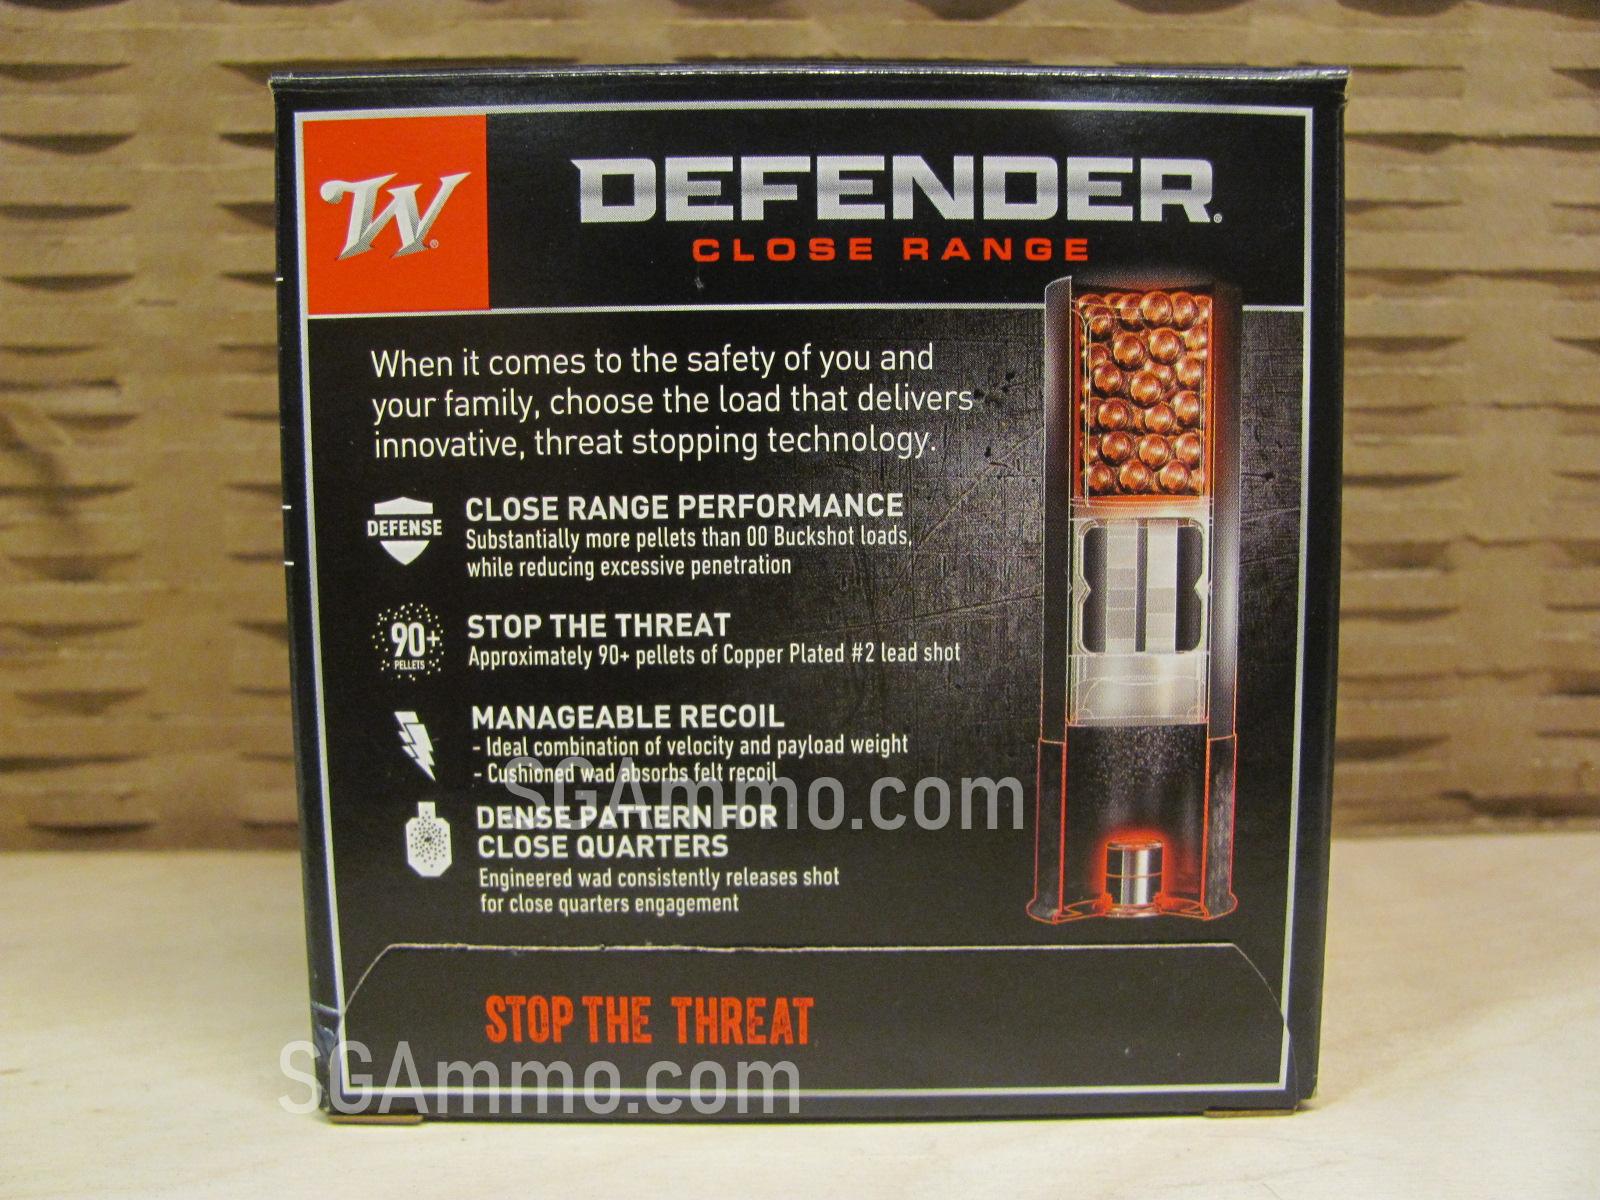 W®
DEFENDER®
CLOSE RANGE
When it comes to the safety of you and
your family, choose the load that delivers
innovative, threat stopping technology.
DEFENSE
CLOSE RANGE PERFORMANCE
Substantially more pellets than 00 Buckshot loads,
while reducing excessive penetration
90+
PELLETS
STOP THE THREAT
Approximately 90+ pellets of Copper Plated #2 lead shot
MANAGEABLE RECOIL
- Ideal combination of velocity and payload weight
- Cushioned wad absorbs felt recoil
SGAmmo.com
DENSE PATTERN FOR
CLOSE QUARTERS
Engineered wad consistently releases shot
for close quarters engagement
STOP THE THREAT
SGAmmo.com